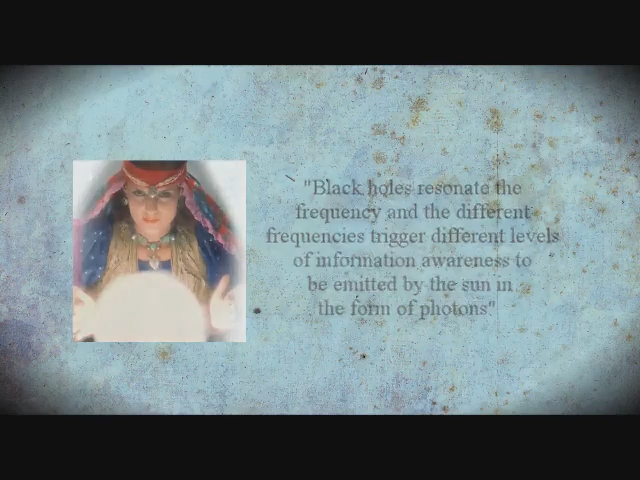 "Black holes resonate the
frequency and the different
frequencies trigger different levels
of information awareness to
be emitted by the sun in
the form of photons"